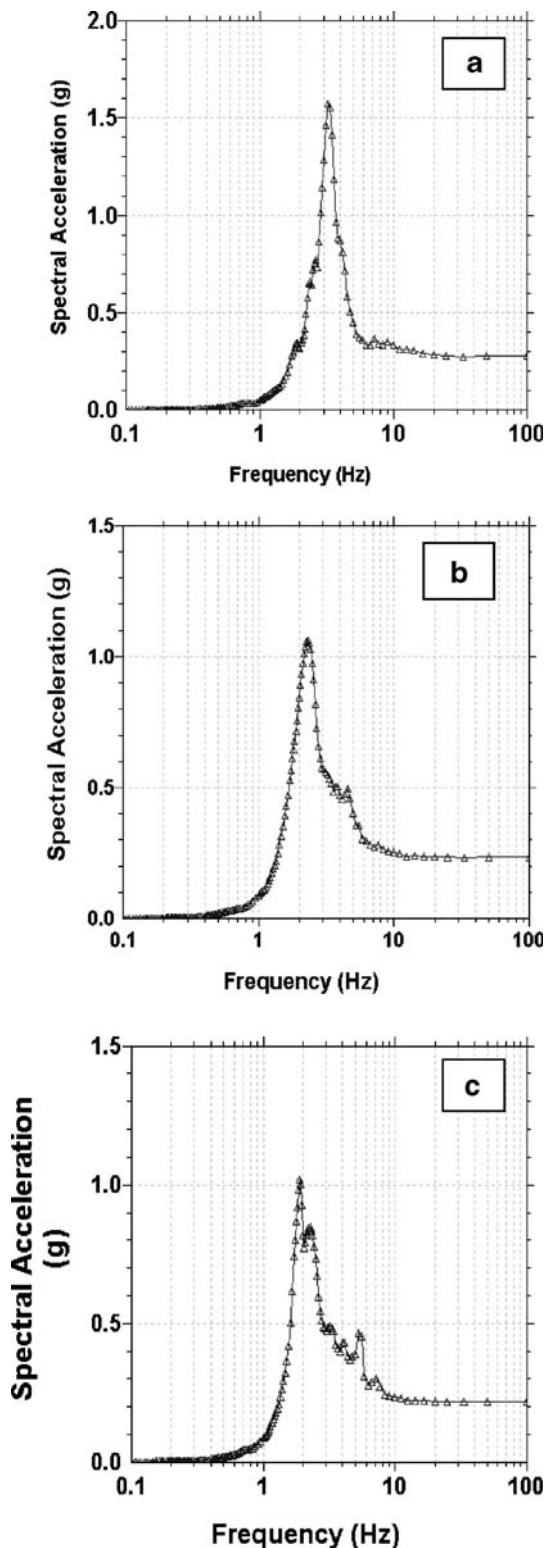 2.0
a
1.5
1.0
0.5
0.0
Spectral Acceleration (g)
0.1 1 10 100
Frequency (Hz)
1.5
b
1.0
0.5
0.0
Spectral Acceleration (g)
0.1 1 10 100
Frequency (Hz)
1.5
c
1.0
0.5
0.0
Spectral Acceleration
(g)
0.1 1 10 100
Frequency (Hz)